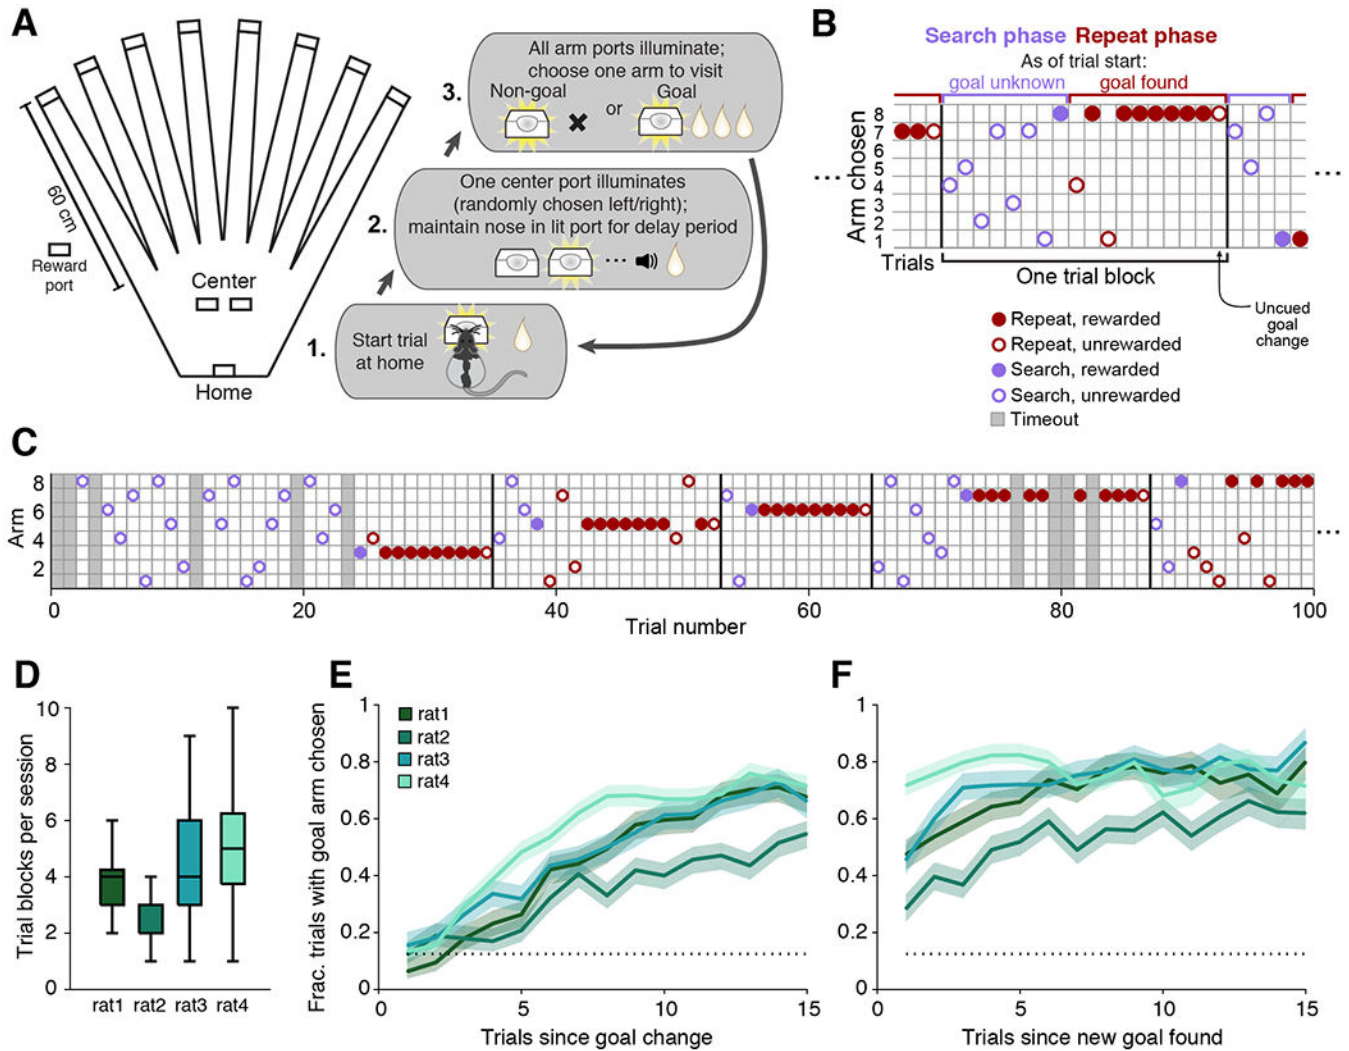 A
60 cm
Reward
port
Center
Home
3.
All arm ports illuminate;
choose one arm to visit
Non-goal
or
Goal
2.
One center port illuminates
(randomly chosen left/right);
maintain nose in lit port for delay period
...
1.
Start trial
at home
B
Search phase Repeat phase
As of trial start:
goal unknown
goal found
Arm chosen
8
7
6
5
4
3
2
1
...
...
Trials
One trial block
Uncued
goal
change
Repeat, rewarded
Repeat, unrewarded
Search, rewarded
Search, unrewarded
Timeout
C
Arm
8
6
4
2
...
0 20 40 60 80 100
Trial number
D
Trial blocks per session
10
8
6
4
2
0
rat1 rat2 rat3 rat4
E
Frac. trials with goal arm chosen
1
0.8
0.6
0.4
0.2
0
rat1
rat2
rat3
rat4
0 5 10 15
Trials since goal change
F
1
0.8
0.6
0.4
0.2
0
0 5 10 15
Trials since new goal found